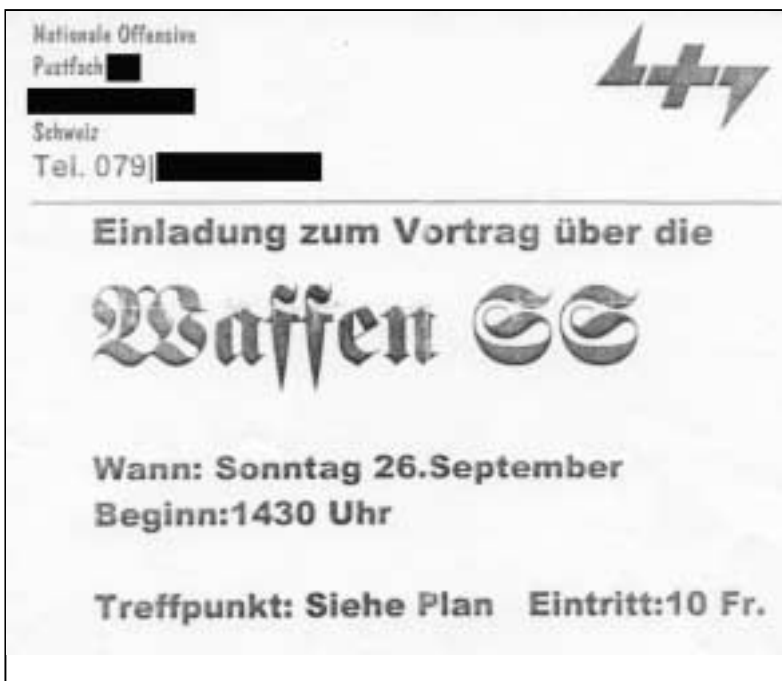 Nationale Offensive
Postfach
Schweiz
Tel. 079|
Einladung zum Vortrag über die
Waffen SS
Wann: Sonntag 26.September
Beginn:1430 Uhr
Treffpunkt: Siehe Plan Eintritt:10 Fr.